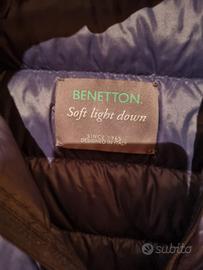 BENETTON.
Soft light down
SINCE 1965
DESIGNED IN ITALY
subito